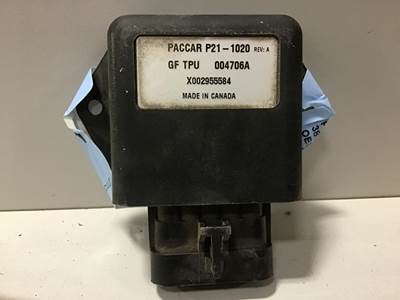 PACCAR P21-1020 REV: A
GF TPU 004706A
X002955584
MADE IN CANADA